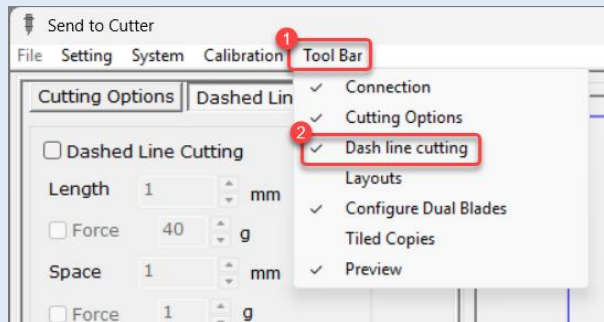 Send to Cutter
1
File Setting System Calibration Tool Bar
Cutting Options Dashed Lin
Connection
Cutting Options
2
Dash line cutting
Layouts
Configure Dual Blades
Tiled Copies
Preview
Dashed Line Cutting
Length 1 mm
Force 40 g
Space 1 mm
Force 1 g